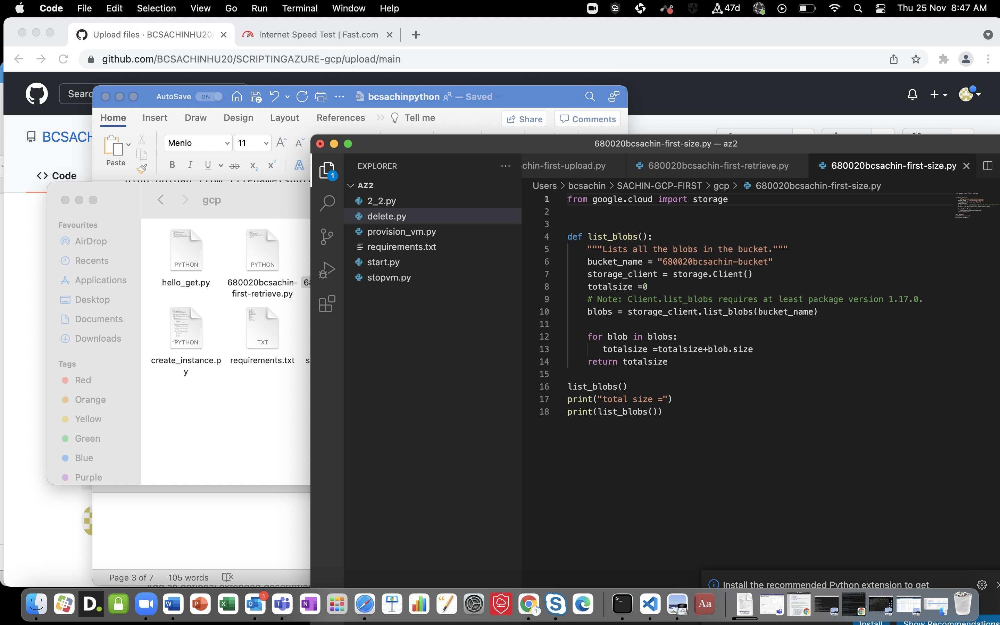 Code File Edit Selection View Go Run Terminal Window Help 47d Thu 25 Nov 8:47 AM
Upload files · BCSACHINHU20/ Internet Speed Test | Fast.com
github.com/BCSACHINHU20/SCRIPTINGAZURE-gcp/upload/main
Searc
AutoSave ON bcsachinpython — Saved
Home Insert Draw Design Layout References Tell me Share Comments
BCSACH
Menlo 11
Paste
B I U ab x2 x2 A
<> Code
680020bcsachin-first-size.py — az2
EXPLORER
chin-first-upload.py 680020bcsachin-first-retrieve.py 680020bcsachin-first-size.py
1
AZ2
Users > bcsachin > SACHIN-GCP-FIRST > gcp > 680020bcsachin-first-size.py
2_2.py
delete.py
provision_vm.py
requirements.txt
start.py
stopvm.py
1 from google.cloud import storage
2
3
4 def list_blobs():
5 """Lists all the blobs in the bucket."""
6 bucket_name = "680020bcsachin-bucket"
7 storage_client = storage.Client()
8 totalsize =0
9 # Note: Client.list_blobs requires at least package version 1.17.0.
10 blobs = storage_client.list_blobs(bucket_name)
11
12 for blob in blobs:
13 totalsize =totalsize+blob.size
14 return totalsize
15
16 list_blobs()
17 print("total size =")
18 print(list_blobs())
gcp
Favourites
AirDrop
Recents
Applications
Desktop
Documents
Downloads
Tags
Red
Orange
Yellow
Green
Blue
Purple
PYTHON PYTHON
hello_get.py 680020bcsachin-
first-retrieve.py
PYTHON TXT
create_instance.p requirements.txt
y
Page 3 of 7 105 words
Install the recommended Python extension to get
Install Show Recommendations
D.
W P X O 1 T N S 1 >_ Aa
DOCX